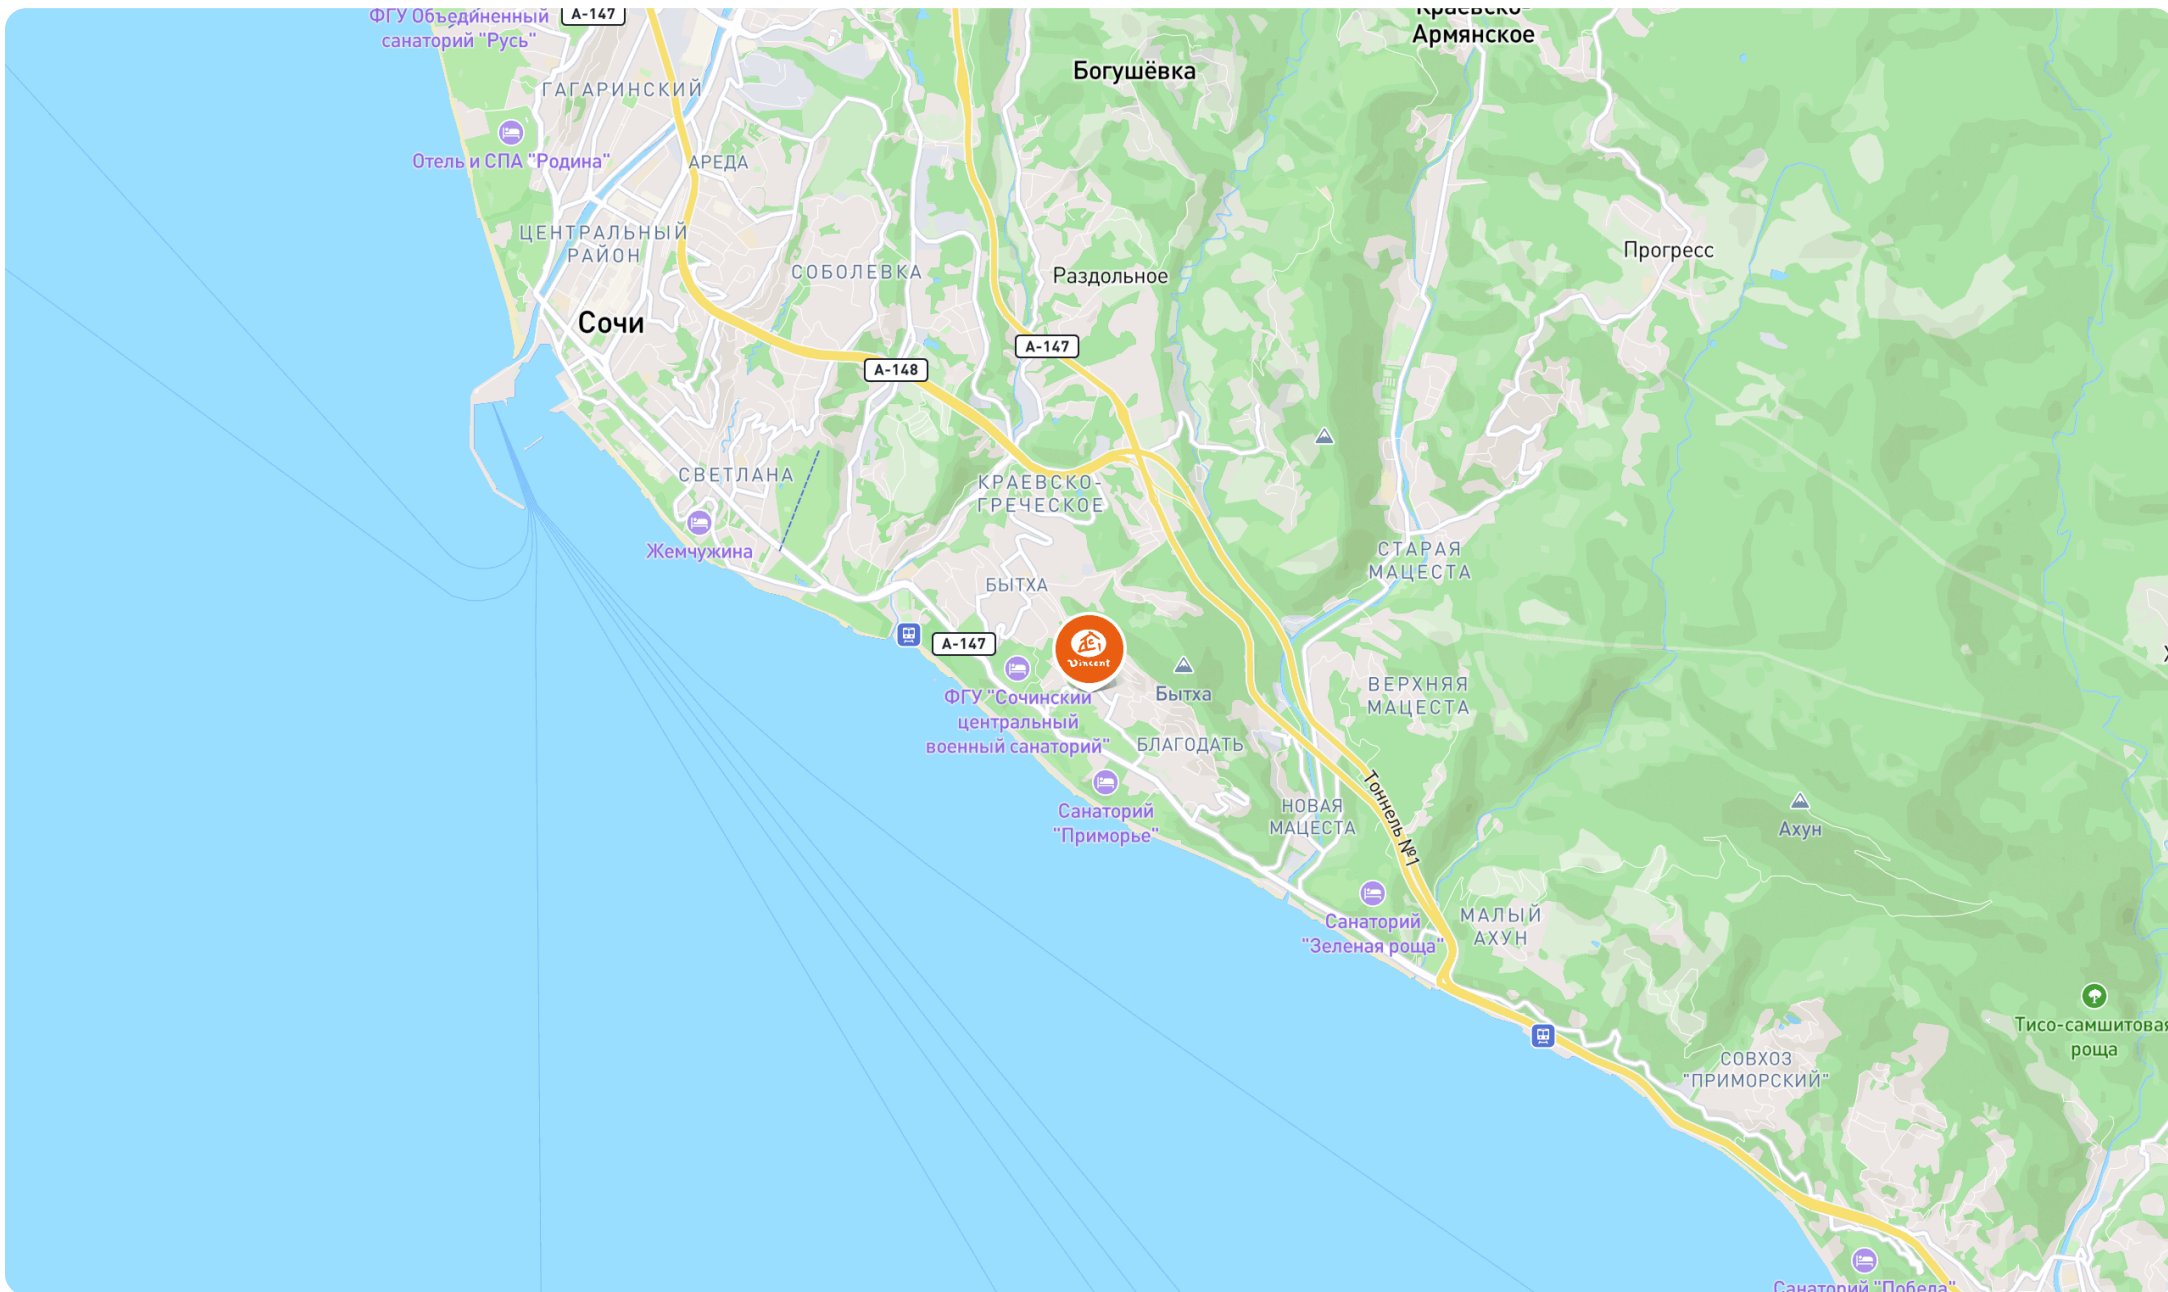 ФГУ Объединенный
санаторий "Русь"
А-147
Краевско-
Армянское
Богушёвка
ГАГАРИНСКИЙ
Отель и СПА "Родина"
АРЕДА
ЦЕНТРАЛЬНЫЙ
РАЙОН
СОБОЛЕВКА
Раздольное
Прогресс
Сочи
А-147
А-148
СВЕТЛАНА
КРАЕВСКО-
ГРЕЧЕСКОЕ
Жемчужина
СТАРАЯ
МАЦЕСТА
БЫТХА
А-147
Vincent
ФГУ "Сочинский
центральный
военный санаторий"
Бытха
ВЕРХНЯЯ
МАЦЕСТА
БЛАГОДАТЬ
Санаторий
"Приморье"
НОВАЯ
МАЦЕСТА
Тоннель №1
Ахун
Санаторий
"Зеленая роща"
МАЛЫЙ
АХУН
Тисо-самшитовая
роща
СОВХОЗ
"ПРИМОРСКИЙ"
Санаторий "Победа"